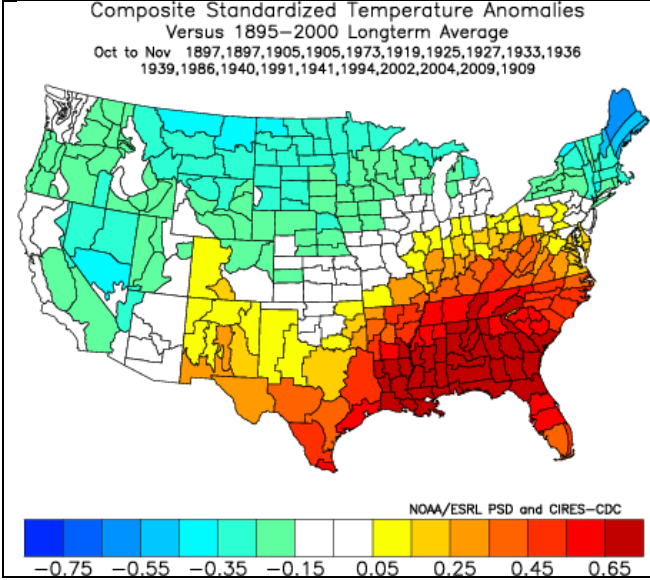 Composite Standardized Temperature Anomalies
Versus 1895-2000 Longterm Average
Oct to Nov 1897,1897,1905,1905,1973,1919,1925,1927,1933,1936
1939,1986,1940,1991,1941,1994,2002,2004,2009,1909
NOAA/ESRL PSD and CIRES-CDC
-0.75 -0.55 -0.35 -0.15 0.05 0.25 0.45 0.65